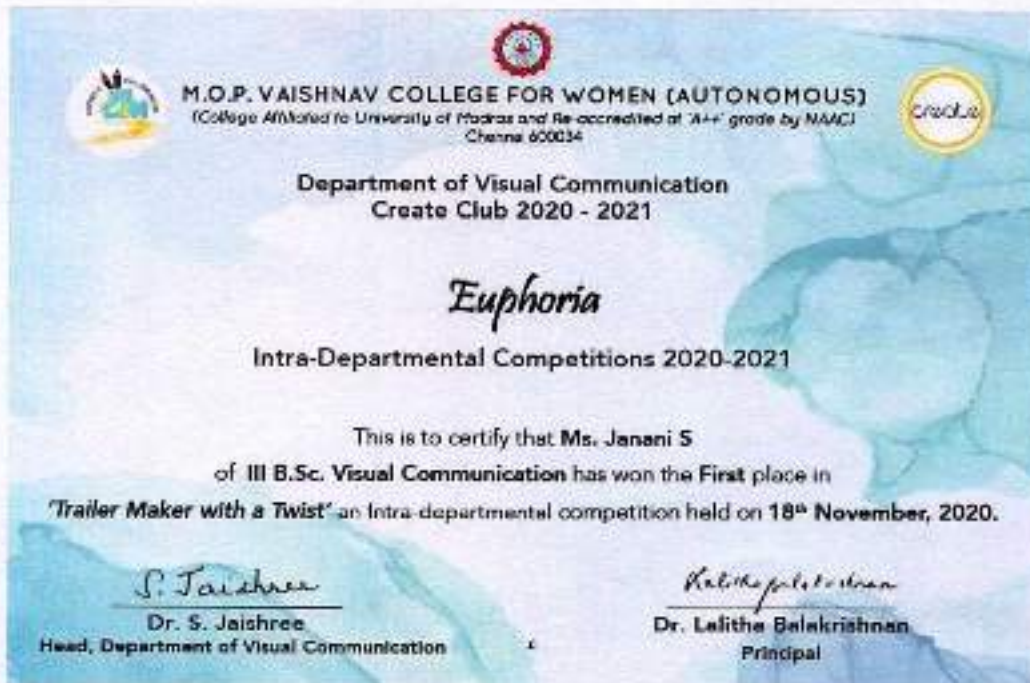 M.O.P. VAISHNAV COLLEGE FOR WOMEN (AUTONOMOUS)
(College Affiliated to University of Madras and Re-accredited at 'A++' grade by NAAC)
Chennai 600034
create
Department of Visual Communication
Create Club 2020 - 2021
Euphoria
Intra-Departmental Competitions 2020-2021
This is to certify that Ms. Janani S
of III B.Sc. Visual Communication has won the First place in
'Trailer Maker with a Twist' an Intra-departmental competition held on 18th November, 2020.
S. Jaishree
Dr. S. Jaishree
Head, Department of Visual Communication
Dr. Lalitha Balakrishnan
Principal